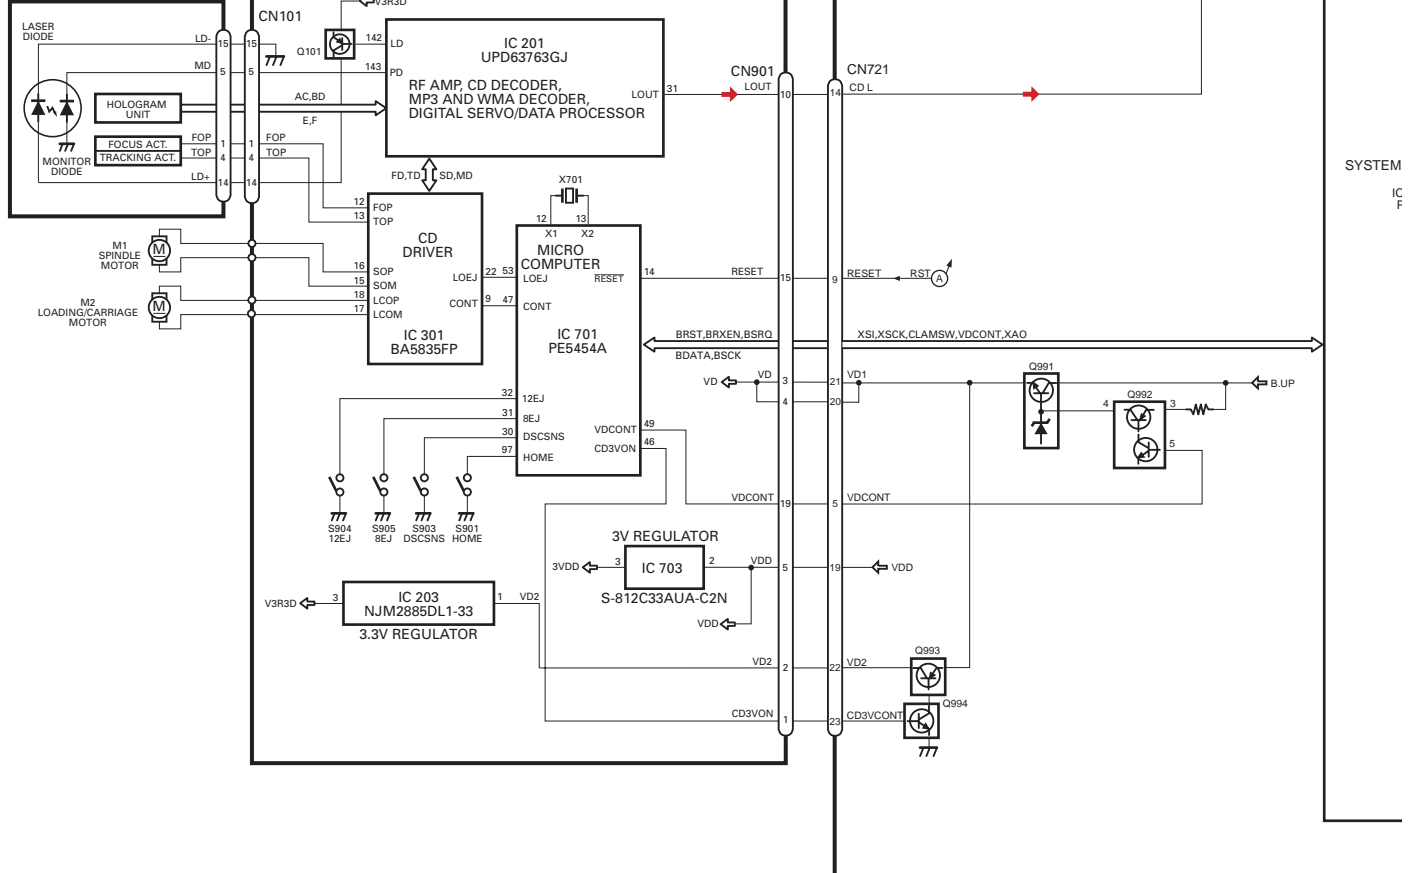 V3R3D
CN101
LASER
DIODE
LD-
15
15
Q101
142
LD
IC 201
UPD63763GJ
MD
5
5
143
PD
RF AMP, CD DECODER,
MP3 AND WMA DECODER,
DIGITAL SERVO/DATA PROCESSOR
LOUT
31
CN901
LOUT
10
CN721
14
CD L
HOLOGRAM
UNIT
AC,BD
E,F
FOCUS ACT.
TRACKING ACT.
FOP
1
1
FOP
TOP
4
4
TOP
MONITOR
DIODE
LD+
14
14
FD,TD
SD,MD
SYSTEM
X701
12
FOP
13
TOP
12
13
X1
X2
CD
DRIVER
MICRO
COMPUTER
M1
SPINDLE
MOTOR
M
16
SOP
15
SOM
LOEJ
22
53
LOEJ
RESET
14
RESET
15
9
RESET
RST
A
M2
LOADING/CARRIAGE
MOTOR
M
18
LCOP
17
LCOM
CONT
9
47
CONT
IC 301
BA5835FP
IC 701
PE5454A
BRST,BRXEN,BSRQ
BDATA,BSCK
XSI,XSCK,CLAMSW,VDCONT,XAO
VD
VD
3
4
21
20
VD1
Q991
Q992
4
3
5
B.UP
32
12EJ
31
8EJ
30
DSCSNS
97
HOME
VDCONT
49
CD3VON
46
VDCONT
19
5
VDCONT
S904
12EJ
S905
8EJ
S903
DSCSNS
S901
HOME
3V REGULATOR
3VDD
3
IC 703
2
VDD
5
19
VDD
S-812C33AUA-C2N
VDD
V3R3D
3
IC 203
NJM2885DL1-33
1
VD2
3.3V REGULATOR
VD2
2
22
VD2
Q993
CD3VON
1
23
CD3VCONT
Q994